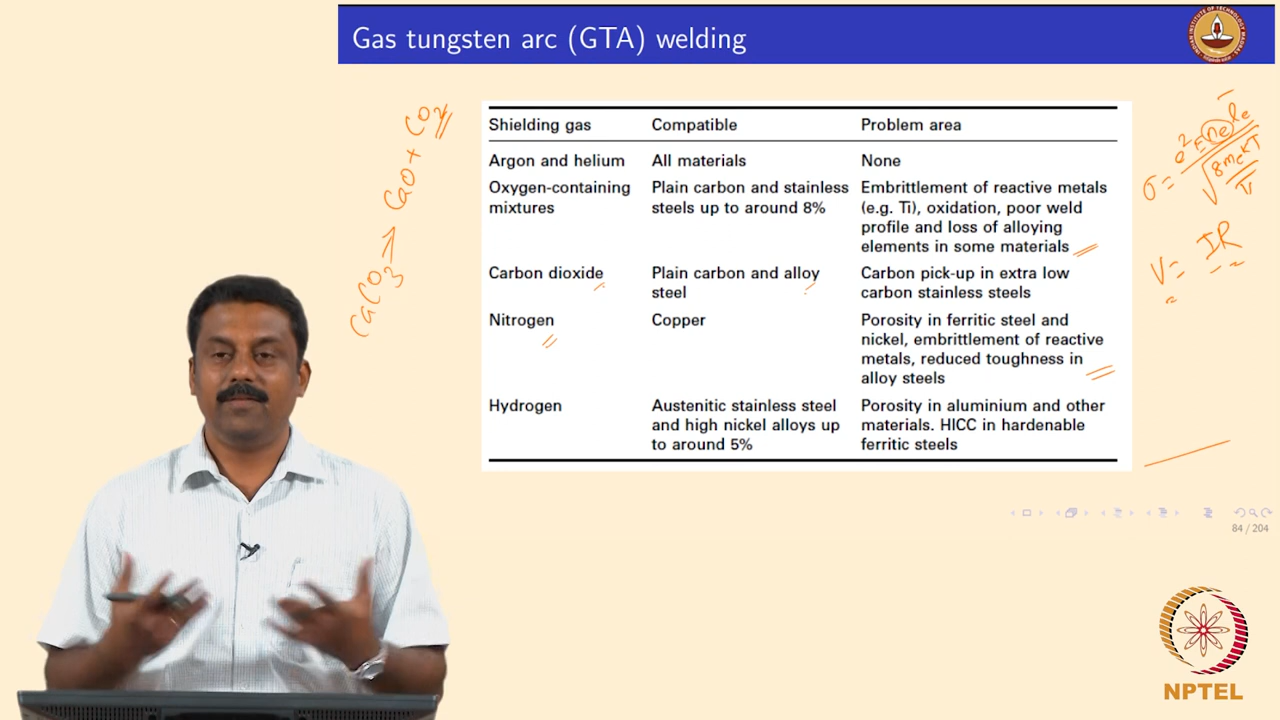 Gas tungsten arc (GTA) welding
Shielding gas Compatible Problem area
Argon and helium All materials None
Oxygen-containing Plain carbon and stainless Embrittlement of reactive metals
mixtures steels up to around 8% (e.g. Ti), oxidation, poor weld
profile and loss of alloying
elements in some materials
Carbon dioxide Plain carbon and alloy Carbon pick-up in extra low
steel carbon stainless steels
Nitrogen Copper Porosity in ferritic steel and
nickel, embrittlement of reactive
metals, reduced toughness in
alloy steels
Hydrogen Austenitic stainless steel Porosity in aluminium and other
and high nickel alloys up materials. HICC in hardenable
to around 5% ferritic steels
CaCO3 → CaO + CO2
V = IR
84 / 204
NPTEL